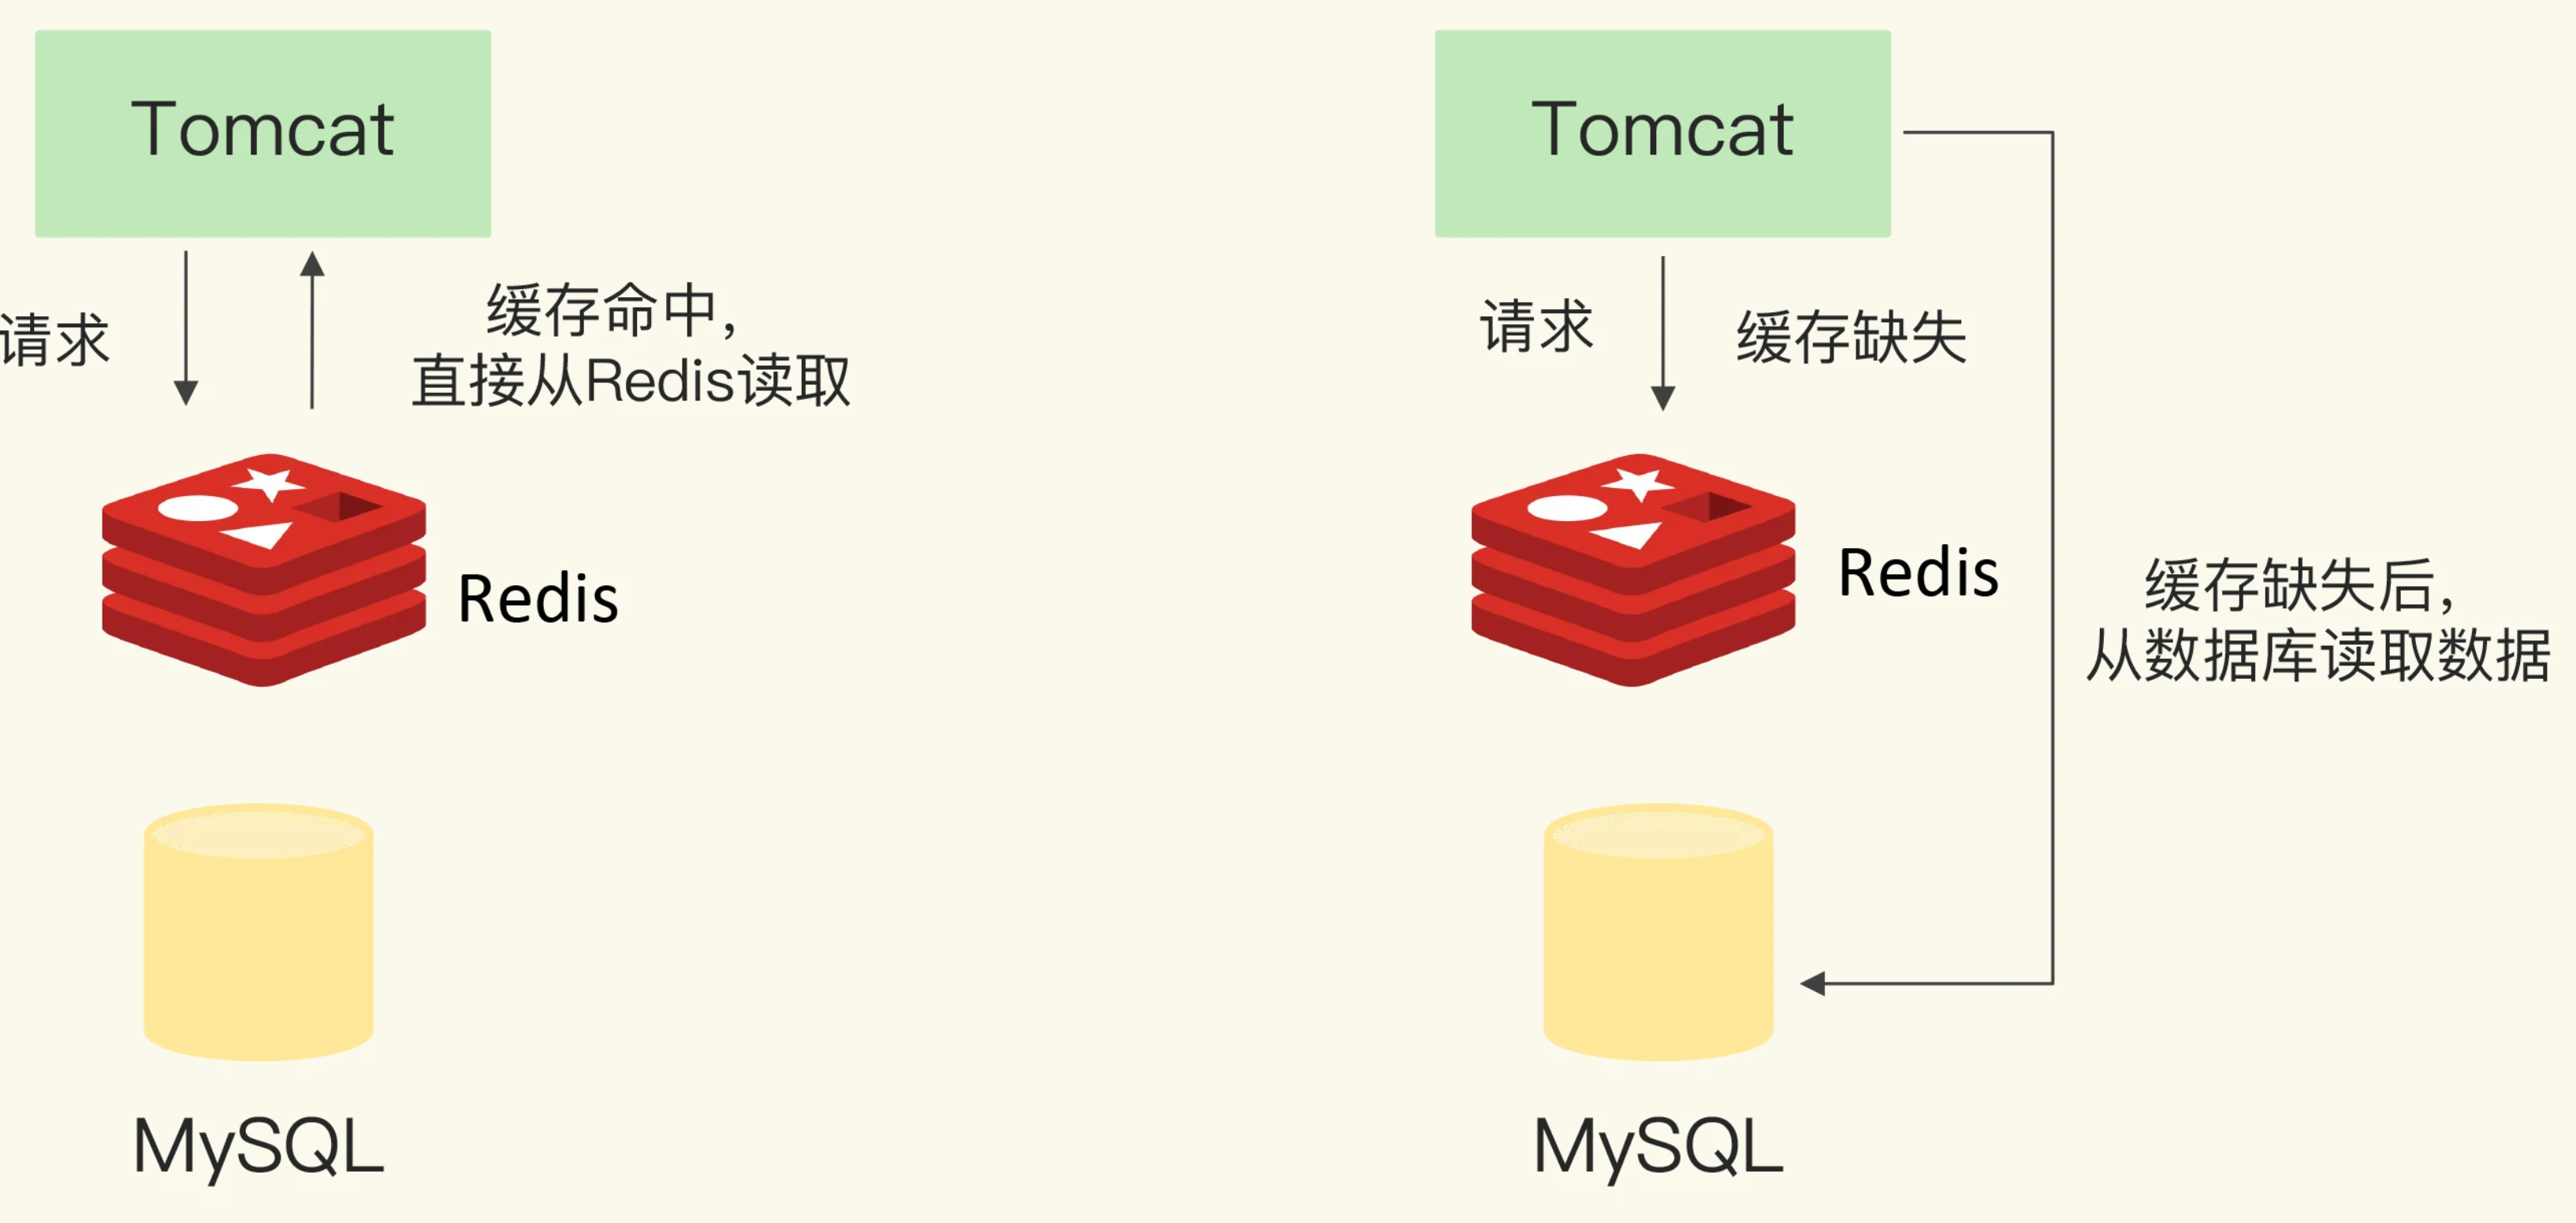 Tomcat
请求
缓存命中，
直接从Redis读取
Redis
MySQL
Tomcat
请求
缓存缺失
Redis
缓存缺失后，
从数据库读取数据
MySQL